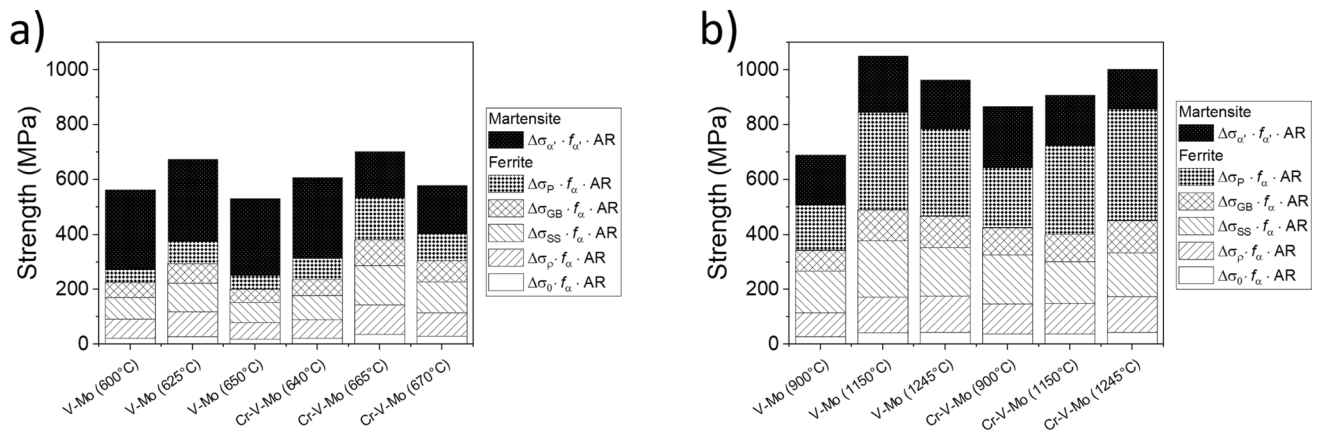 a)
Strength (MPa)
1000
800
600
400
200
0
V-Mo (600°C)
V-Mo (625°C)
V-Mo (650°C)
Cr-V-Mo (640°C)
Cr-V-Mo (665°C)
Cr-V-Mo (670°C)
Martensite
Δσα' · fα' · AR
Ferrite
ΔσP · fα · AR
ΔσGB · fα · AR
ΔσSS · fα · AR
Δσρ · fα · AR
Δσ0 · fα · AR
b)
Strength (MPa)
1000
800
600
400
200
0
V-Mo (900°C)
V-Mo (1150°C)
V-Mo (1245°C)
Cr-V-Mo (900°C)
Cr-V-Mo (1150°C)
Cr-V-Mo (1245°C)
Martensite
Δσα' · fα' · AR
Ferrite
ΔσP · fα · AR
ΔσGB · fα · AR
ΔσSS · fα · AR
Δσρ · fα · AR
Δσ0 · fα · AR